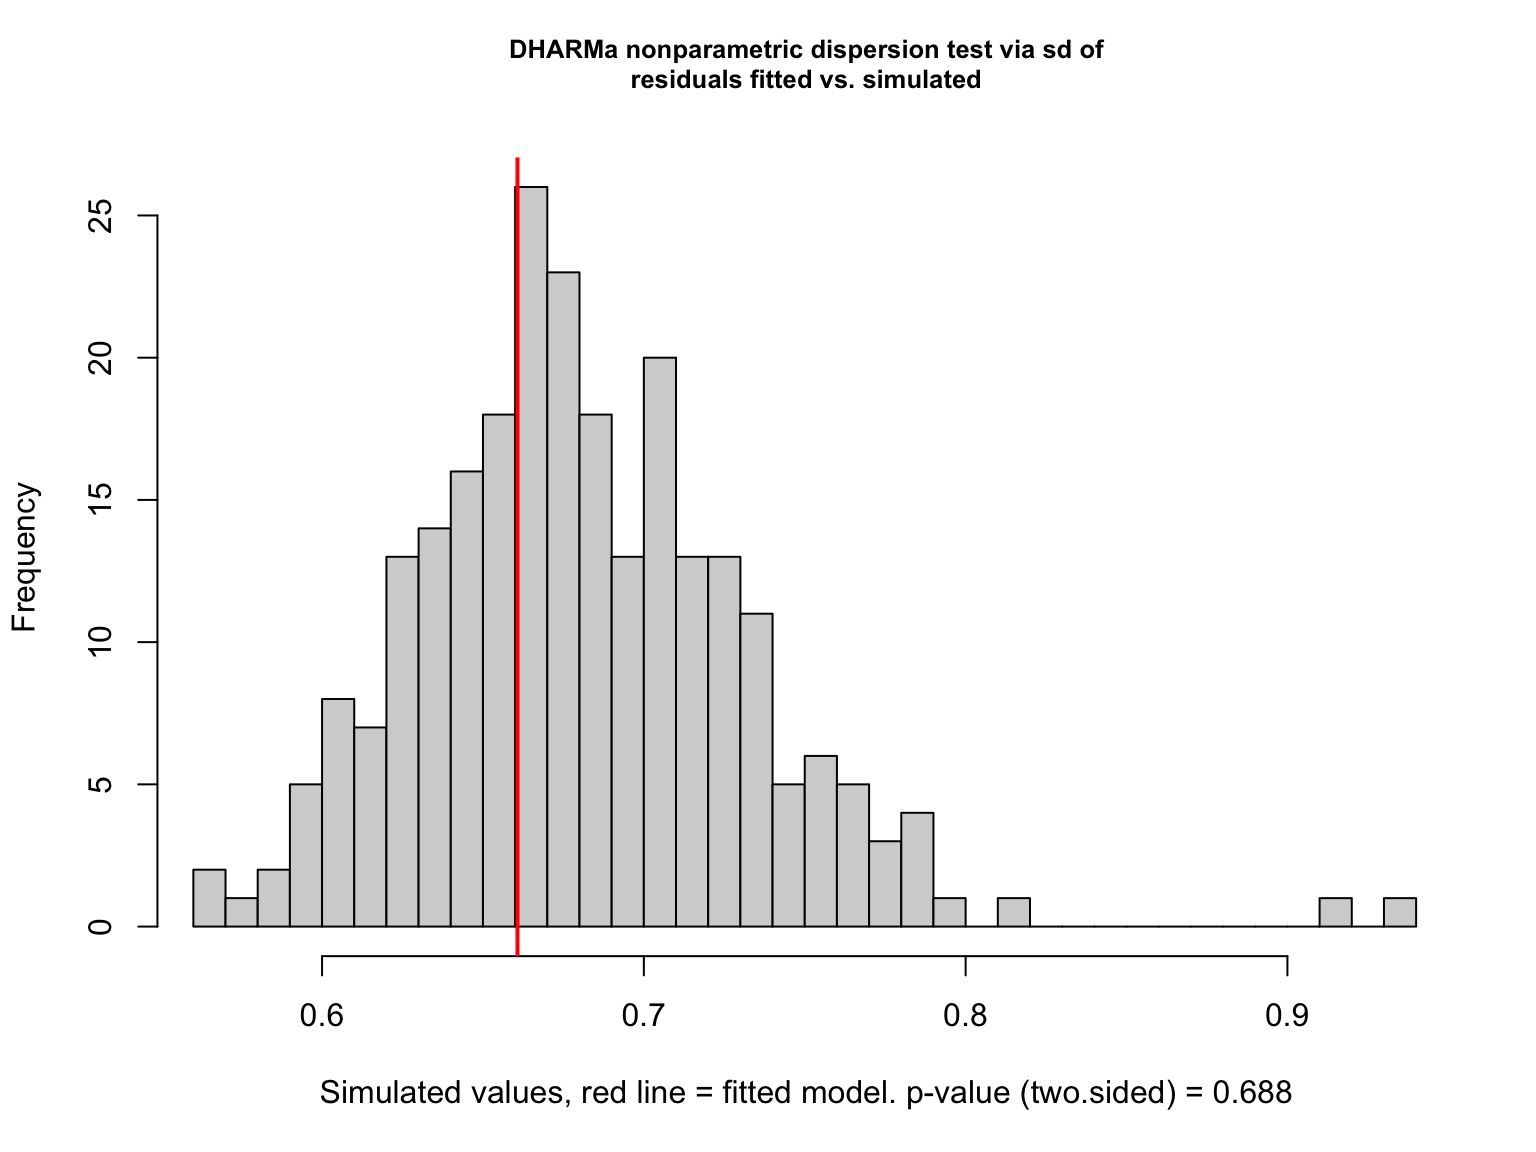 DHARMa nonparametric dispersion test via sd of
residuals fitted vs. simulated
Frequency
25
20
15
10
5
0
0.6 0.7 0.8 0.9
Simulated values, red line = fitted model. p-value (two.sided) = 0.688